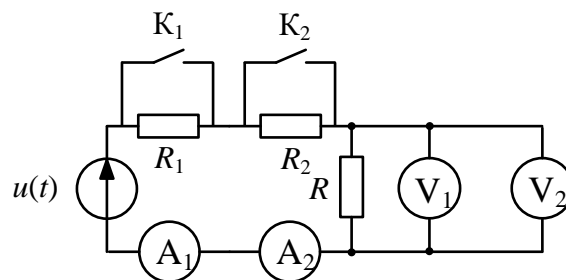 K₁ K₂
R₁ R₂
u(t) R V₁ V₂
A₁ A₂